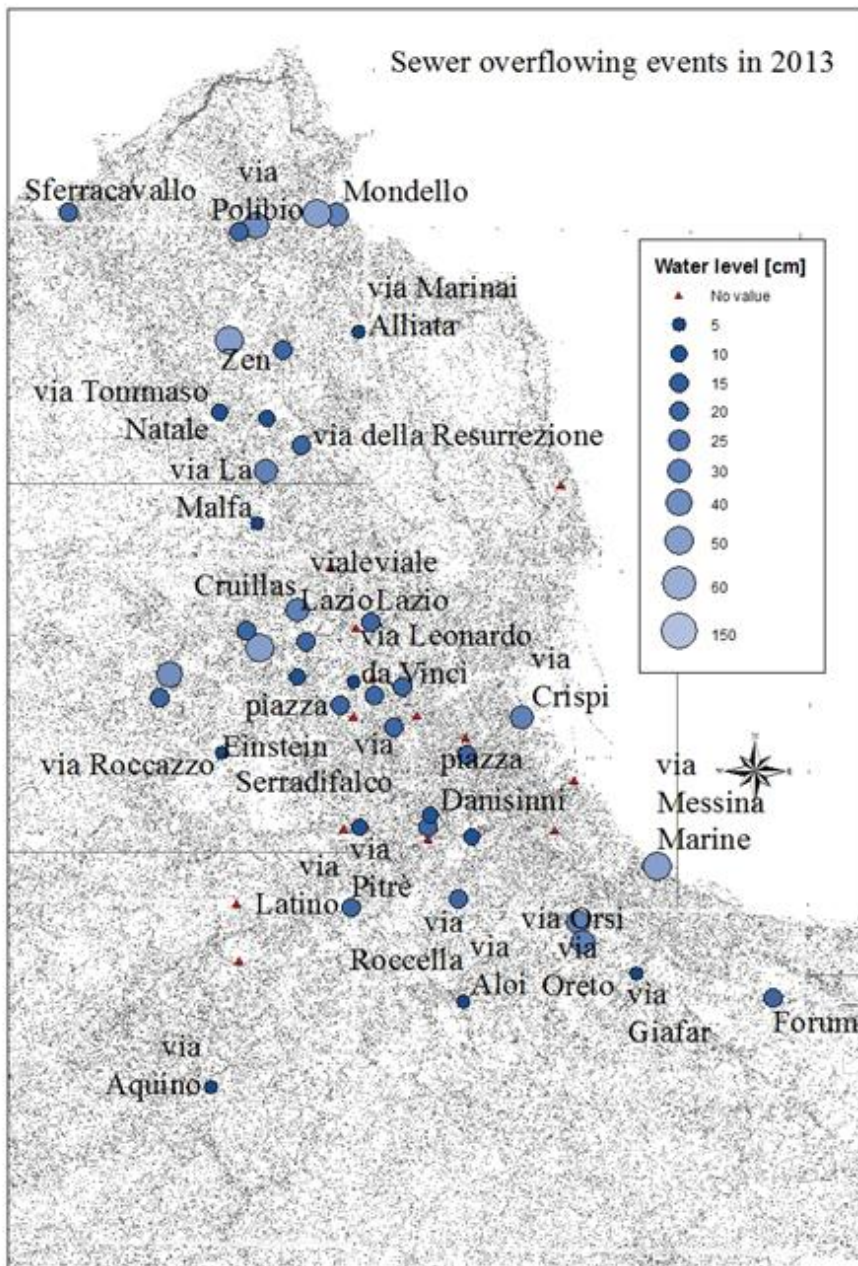 Sewer overflowing events in 2013
Sferracavallo
via
Polibio
Mondello
via Marinai
Alliata
Zen
via Tommaso
Natale
via della Resurrezione
via La
Malfa
Cruillas
vialeviale
LazioLazio
via Leonardo
da Vinci
via
Crispi
piazza
Einstein
via
Serradifalco
via Roccazzo
piazza
Danisinni
via
Messina
Marine
via
Pitrè
via
Latino
via
Roccella
via Orsi
via
Aloi
via
Oreto
via
Giafar
Forum
via
Aquino
Water level [cm]
No value
5
10
15
20
25
30
40
50
60
150